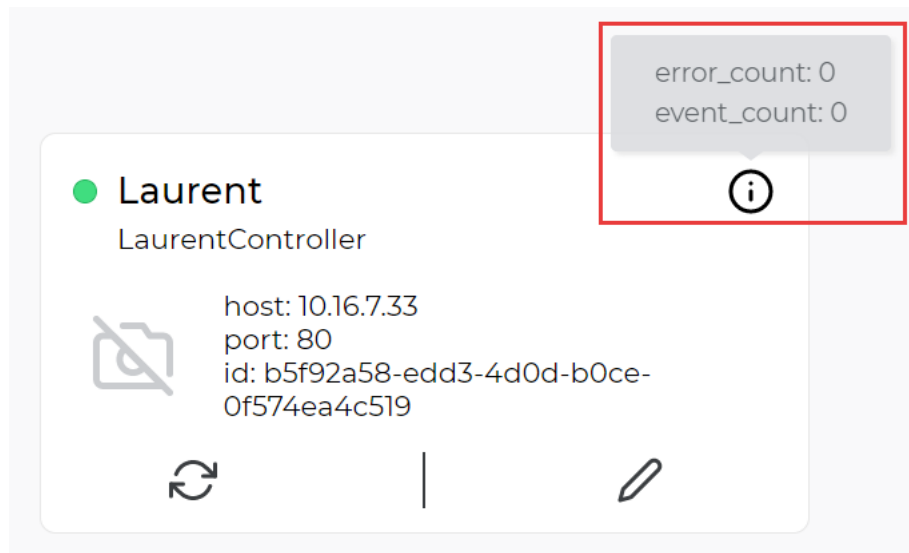 error_count: 0
event_count: 0
Laurent
LaurentController
host: 10.16.7.33
port: 80
id: b5f92a58-edd3-4d0d-b0ce-
0f574ea4c519